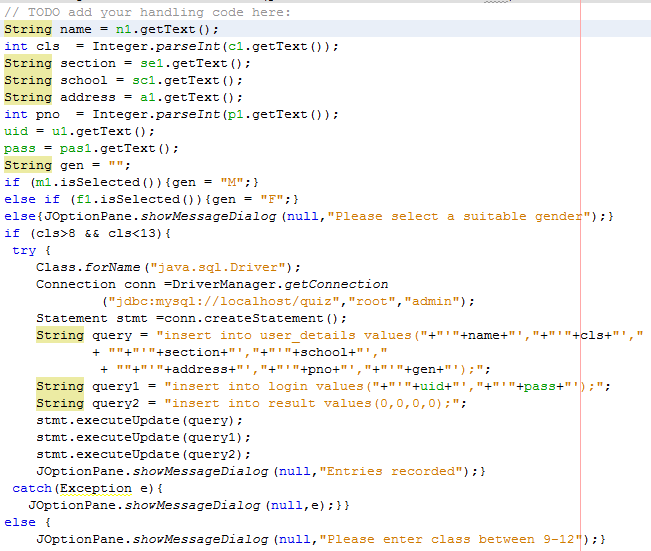 // TODO add your handling code here:
String name = n1.getText();
int cls  = Integer.parseInt(c1.getText());
String section = se1.getText();
String school = sc1.getText();
String address = a1.getText();
int pno  = Integer.parseInt(p1.getText());
uid = u1.getText();
pass = pas1.getText();
String gen = "";
if (m1.isSelected()){gen = "M";}
else if (f1.isSelected()){gen = "F";}
else{JOptionPane.showMessageDialog(null,"Please select a suitable gender");}
if (cls>8 && cls<13){
 try {
    Class.forName("java.sql.Driver");
    Connection conn =DriverManager.getConnection
            ("jdbc:mysql://localhost/quiz","root","admin");
    Statement stmt =conn.createStatement();
    String query = "insert into user_details values("+"'"+name+"',"+"'"+cls+"',"
           + ""+"'"+section+"',"+"'"+school+"',"
            + ""+"'"+address+"',"+"'"+pno+"',"+"'"+gen+"');";
    String query1 = "insert into login values("+"'"+uid+"',"+"'"+pass+"');";
    String query2 = "insert into result values(0,0,0,0);";
    stmt.executeUpdate(query);
    stmt.executeUpdate(query1);
    stmt.executeUpdate(query2);
    JOptionPane.showMessageDialog(null,"Entries recorded");}
 catch(Exception e){
   JOptionPane.showMessageDialog(null,e);}}
else {
    JOptionPane.showMessageDialog(null,"Please enter class between 9-12");}